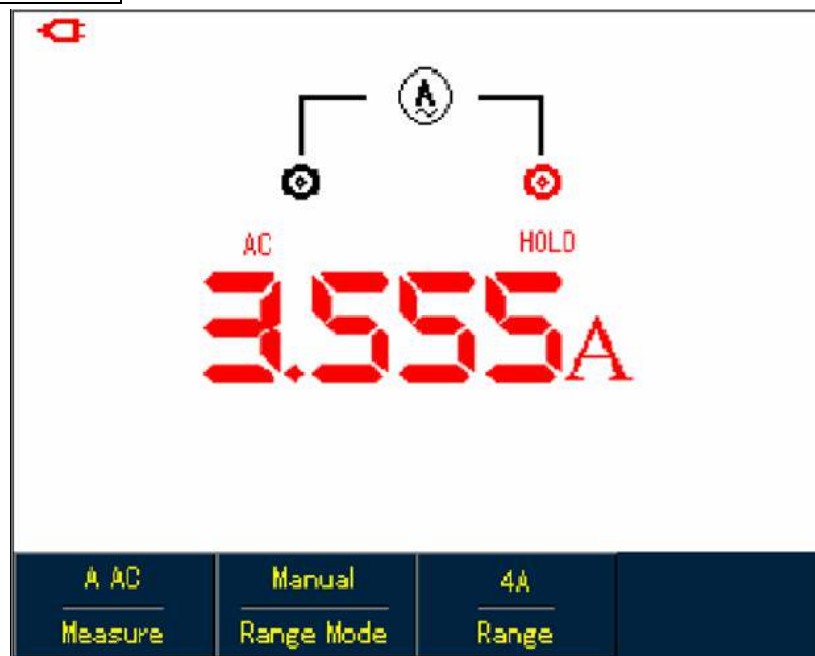 A
AC HOLD
3.555A
A AC Manual 4A
Measure Range Mode Range